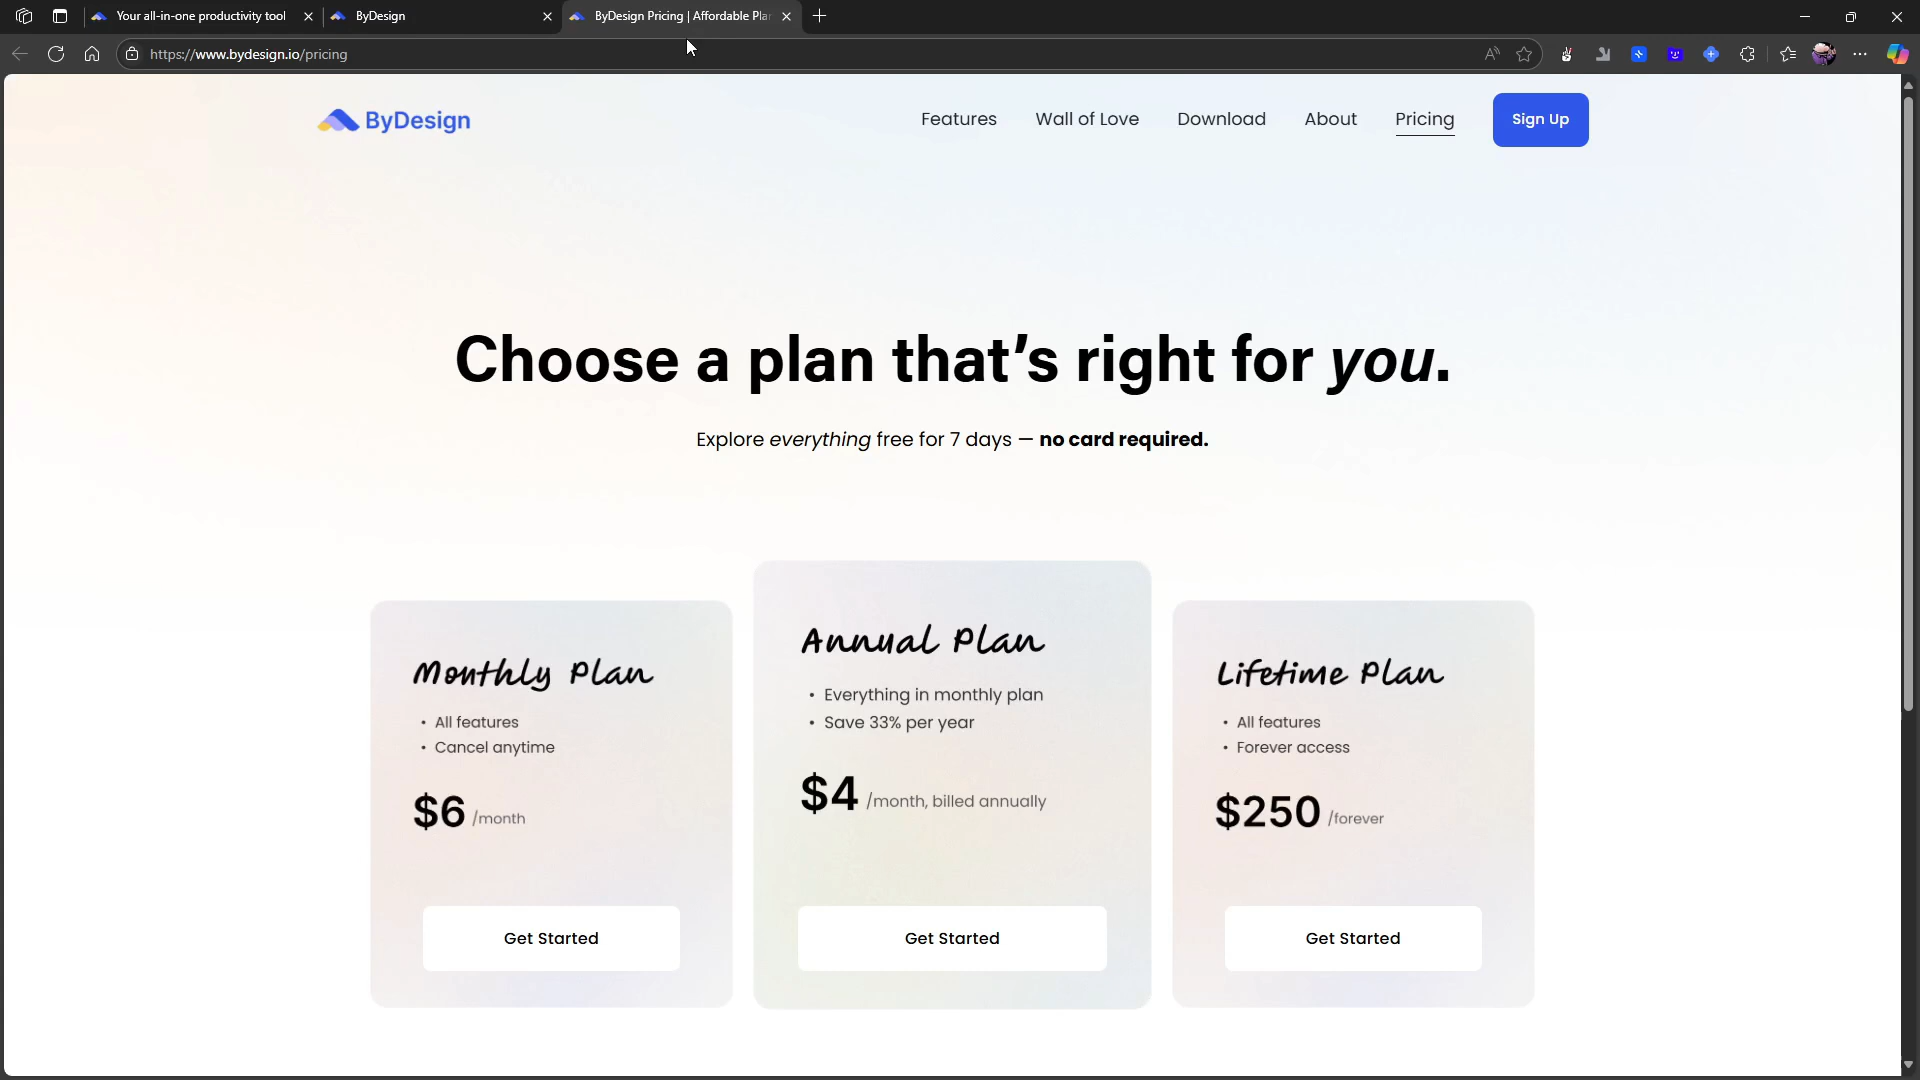 Your all-in-one productivity tool
ByDesign
ByDesign Pricing | Affordable Pla
https://www.bydesign.io/pricing
ByDesign
Features
Wall of Love
Download
About
Pricing
Sign Up
Choose a plan that's right for you.
Explore everything free for 7 days — no card required.
Monthly Plan
• All features
• Cancel anytime
$6 /month
Get Started
Annual Plan
• Everything in monthly plan
• Save 33% per year
$4 /month, billed annually
Get Started
Lifetime Plan
• All features
• Forever access
$250 /forever
Get Started